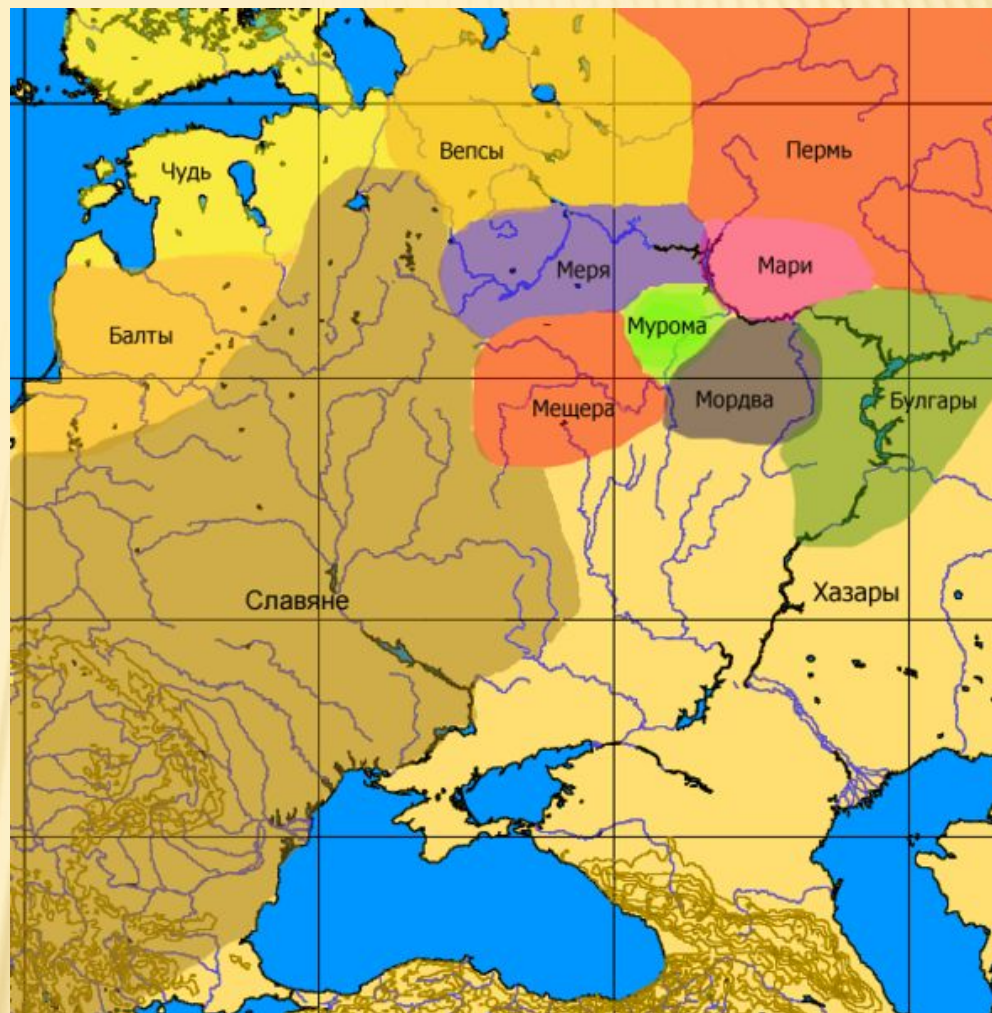 Вепсы
Пермь
Чудь
Меря
Мари
Мурома
Балты
Мещера
Мордва
Булгары
Славяне
Хазары